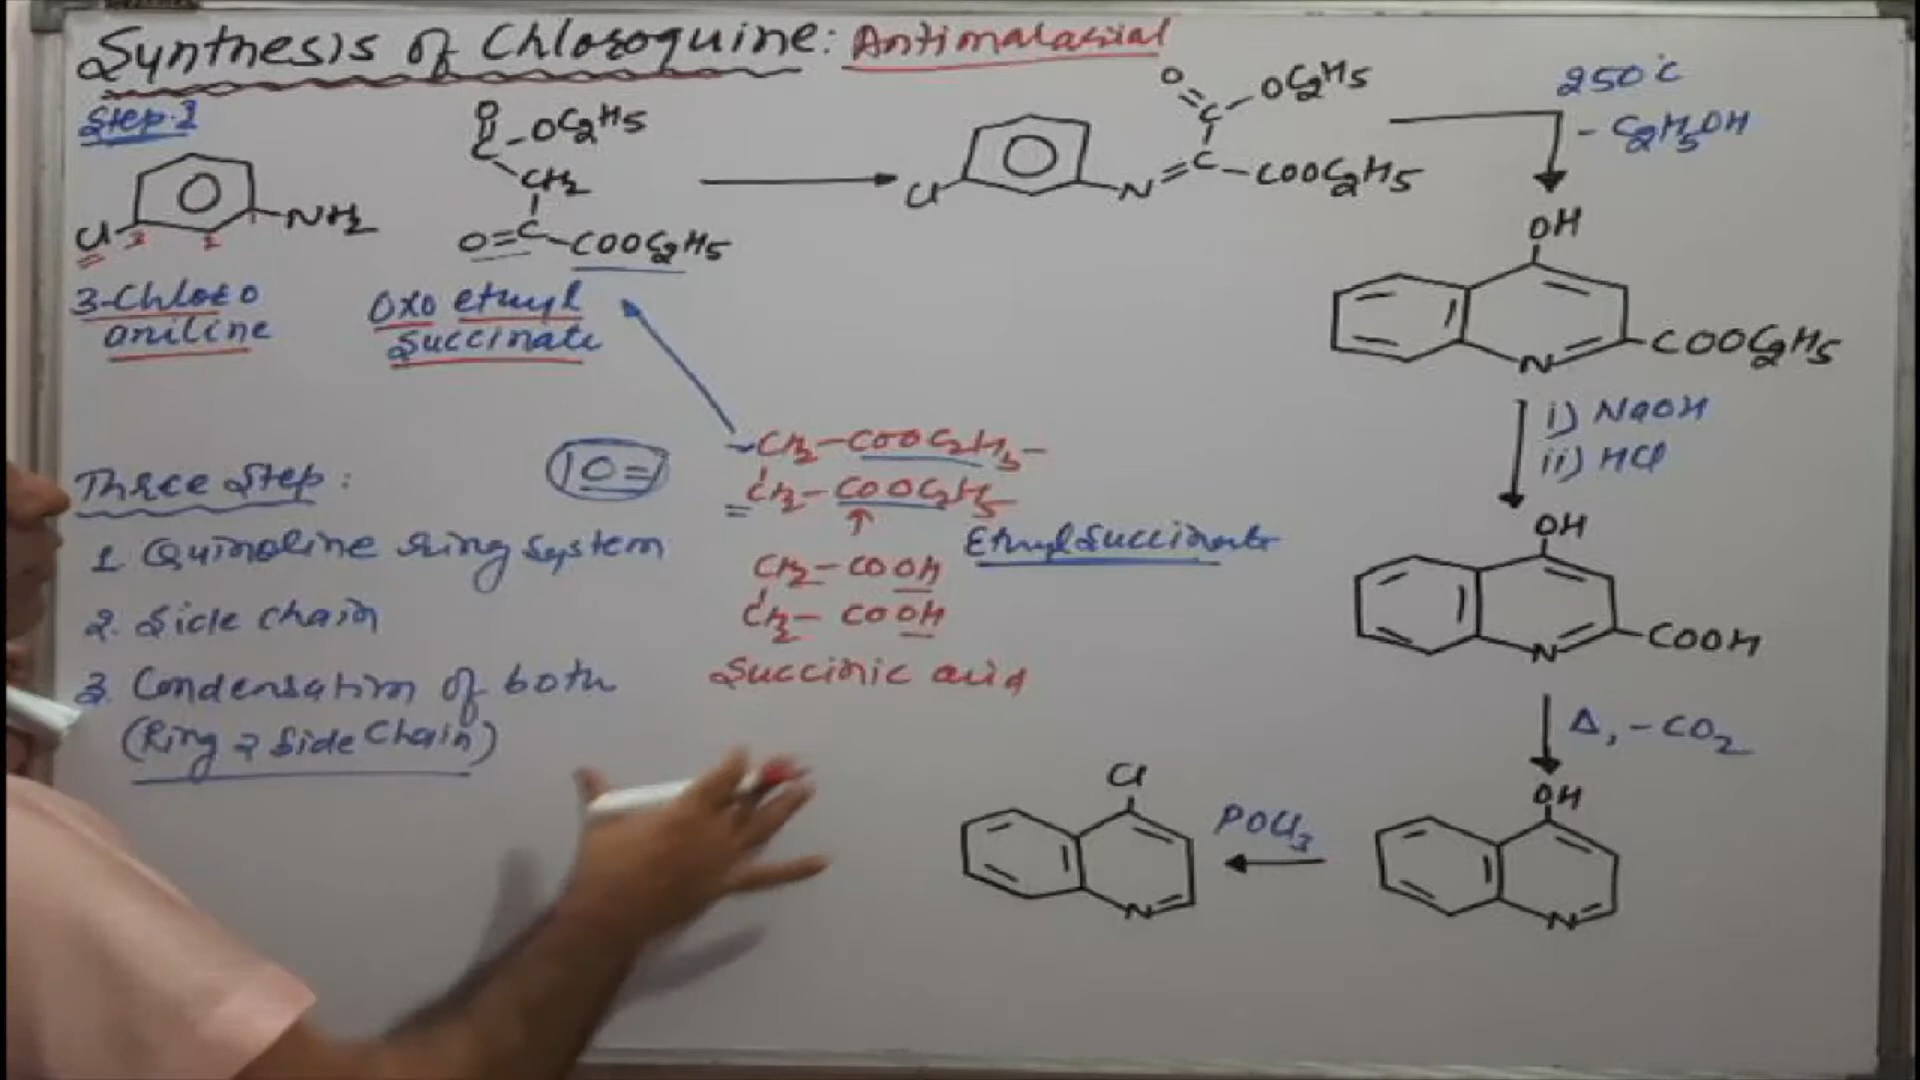 Synthesis of Chloroquine: Antimalarial
Step-1
O
-OC2H5
C
CH2
O=C-COOC2H5
Cl
3
2
-NH2
3-Chloro
aniline
Oxo ethyl
Succinate
O
C-OC2H5
Cl
N=C-COOC2H5
250°C
- C2H5OH
OH
N
-COOC2H5
i) NaOH
ii) HCl
OH
N
-COOH
Δ, -CO2
OH
N
POCl3
Cl
N
Three Step:
1. Quinoline ring system
2. Side chain
3. Condensation of both
(Ring & Side Chain)
O=
CH2-COOC2H5-
CH2-COOC2H5
Ethyl Succinate
CH2-COOH
CH2-COOH
Succinic acid